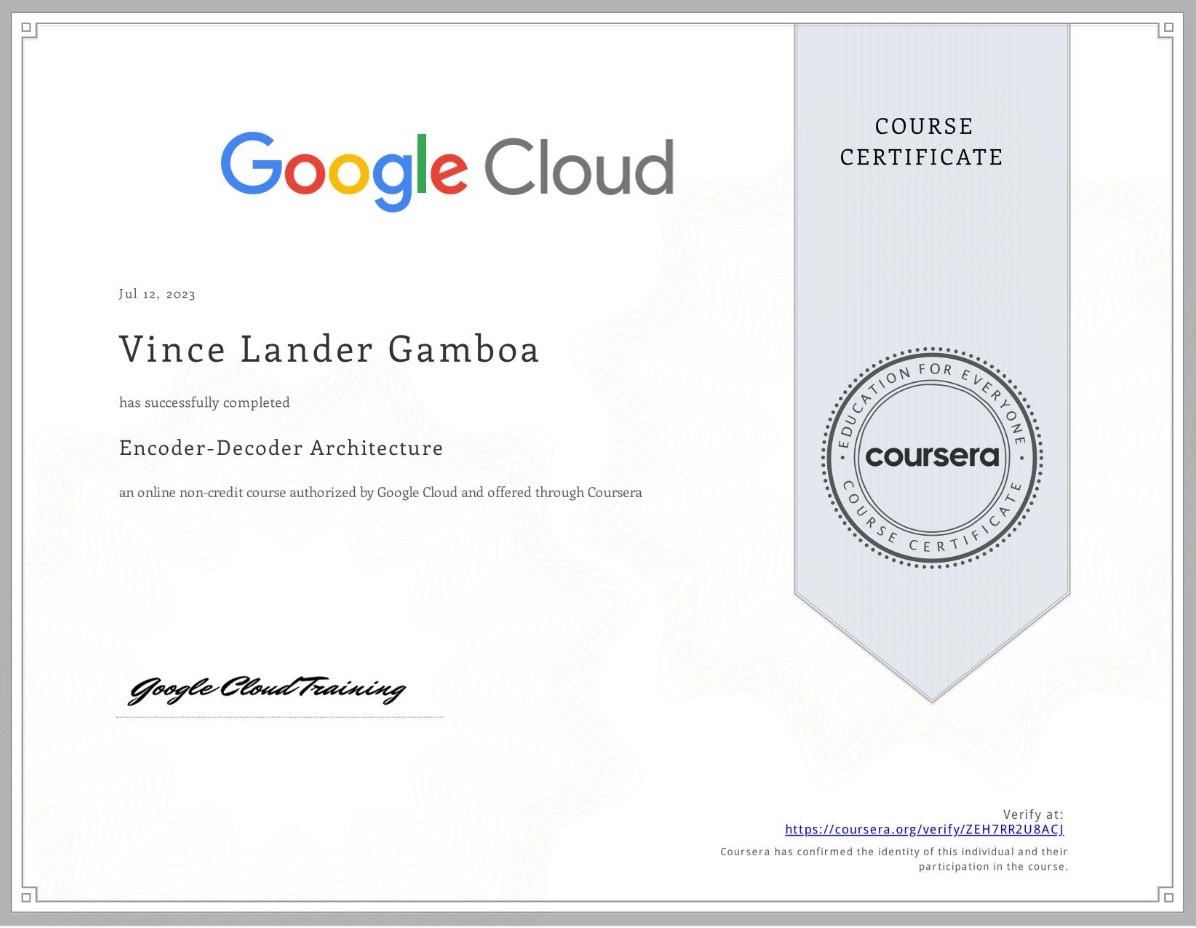 Google Cloud
COURSE
CERTIFICATE
Jul 12, 2023
Vince Lander Gamboa
has successfully completed
Encoder-Decoder Architecture
an online non-credit course authorized by Google Cloud and offered through Coursera
EDUCATION FOR EVERYONE
coursera
COURSE CERTIFICATE
Google Cloud Training
Verify at:
https://coursera.org/verify/ZEH7RR2U8ACJ
Coursera has confirmed the identity of this individual and their
participation in the course.